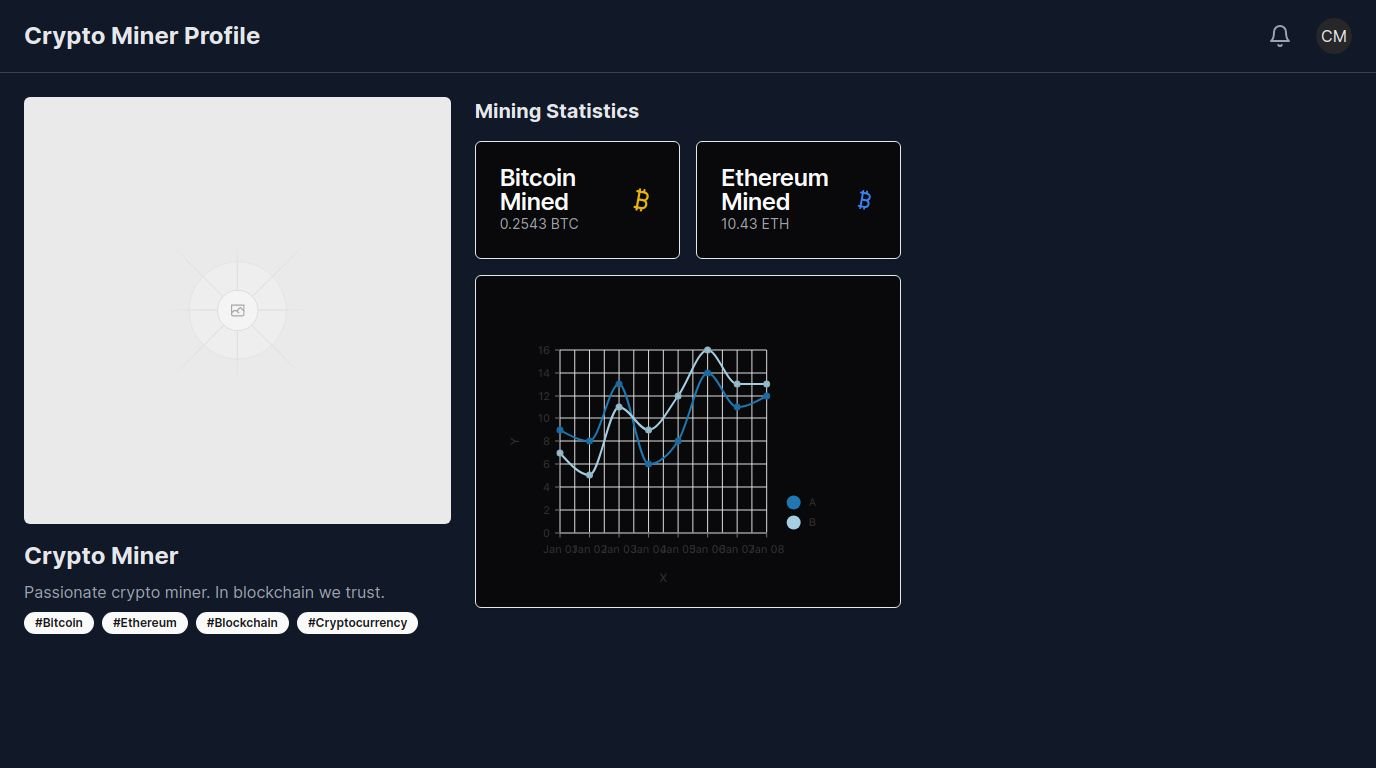 Crypto Miner Profile
CM
Mining Statistics
Bitcoin
Mined
0.2543 BTC
Ethereum
Mined
10.43 ETH
16
14
12
10
8
6
4
2
0
Y
Jan 01 Jan 02 Jan 03 Jan 04 Jan 05 Jan 06 Jan 07 Jan 08
X
A
B
Crypto Miner
Passionate crypto miner. In blockchain we trust.
#Bitcoin #Ethereum #Blockchain #Cryptocurrency